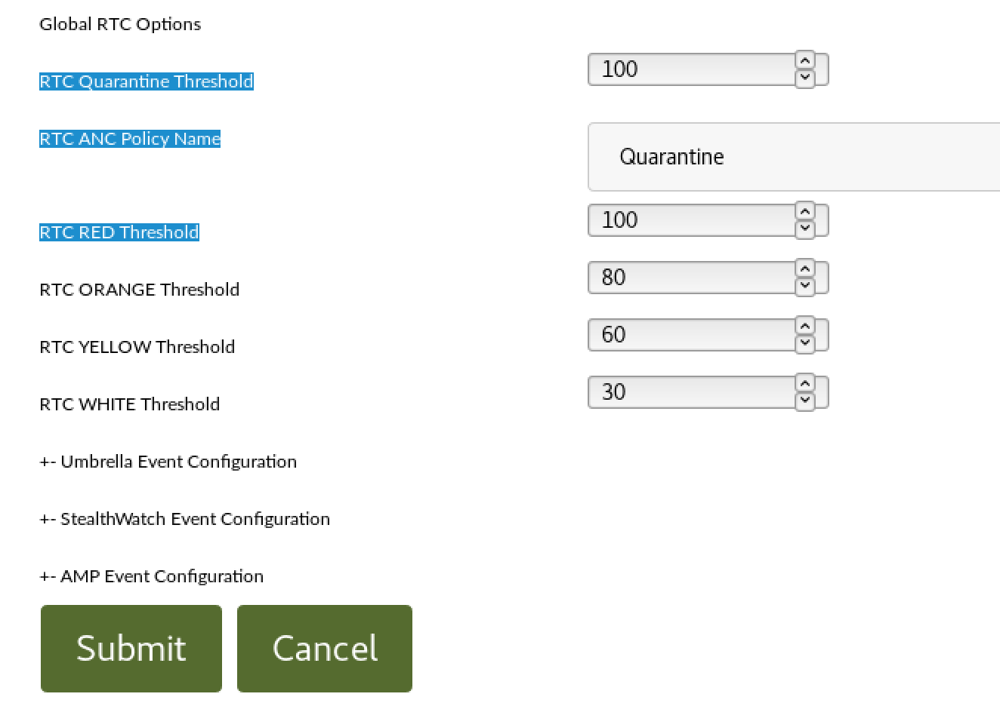 Global RTC Options
RTC Quarantine Threshold 100
RTC ANC Policy Name Quarantine
RTC RED Threshold 100
RTC ORANGE Threshold 80
RTC YELLOW Threshold 60
RTC WHITE Threshold 30
+- Umbrella Event Configuration
+- StealthWatch Event Configuration
+- AMP Event Configuration
Submit Cancel